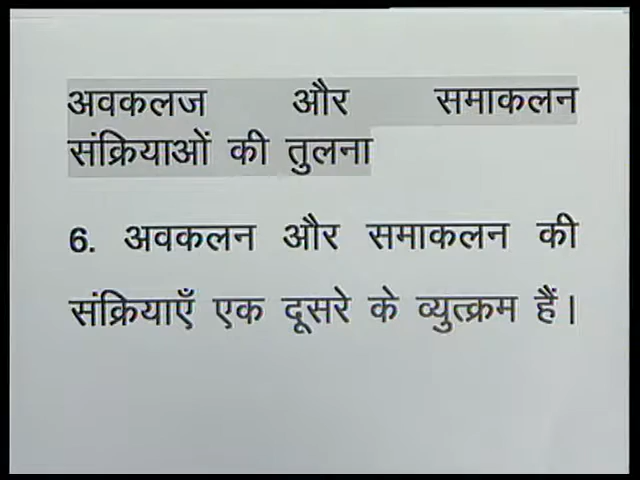 अवकलज और समाकलन
संक्रियाओं की तुलना
6. अवकलन और समाकलन की
संक्रियाएँ एक दूसरे के व्युत्क्रम हैं।